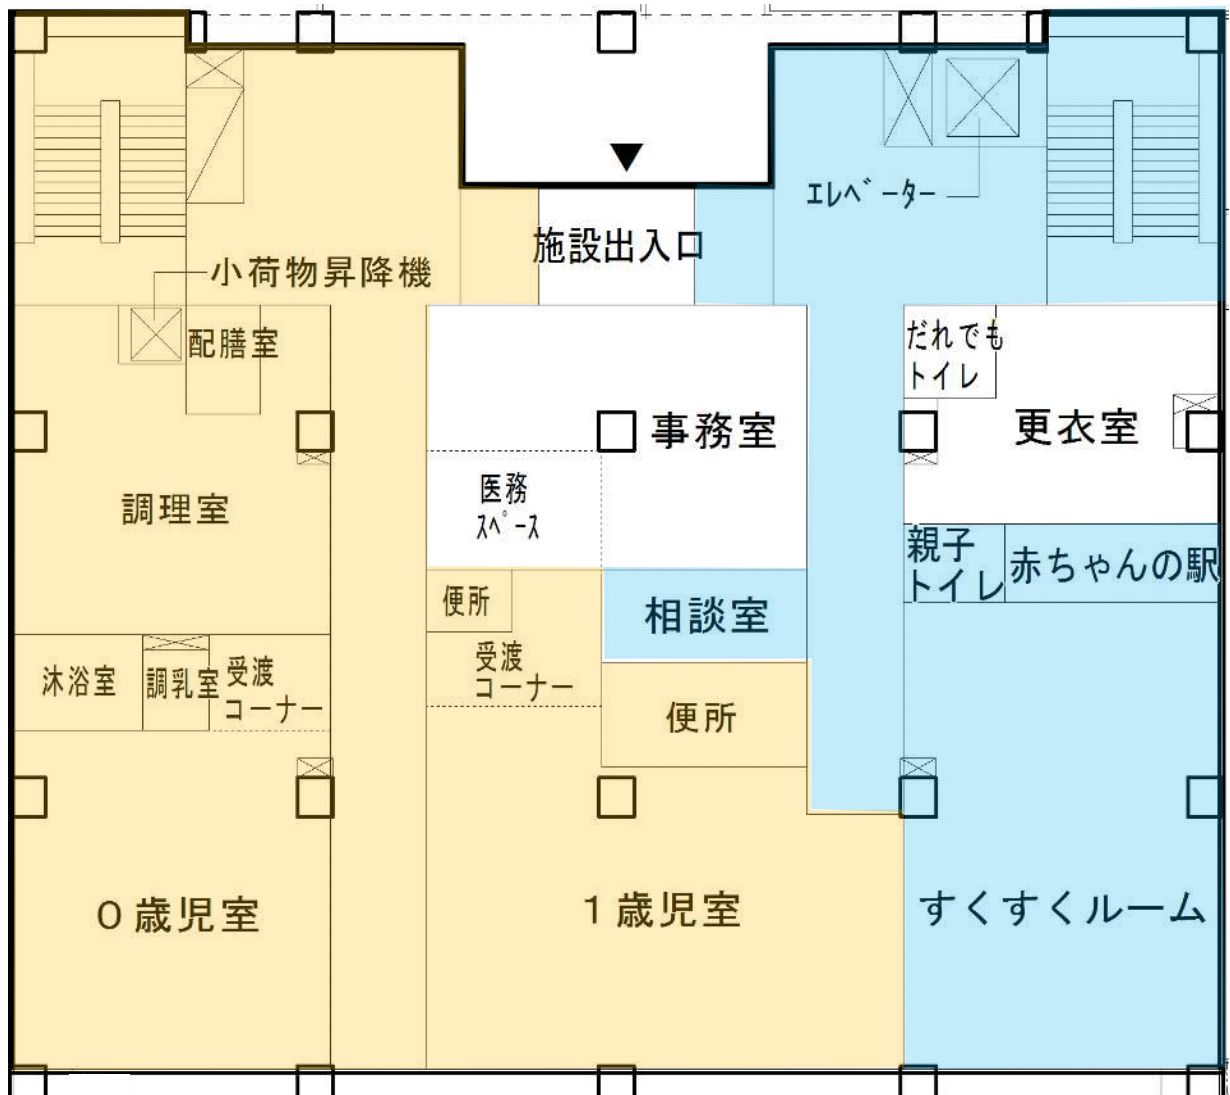 エレベーター
施設出入口
小荷物昇降機
配膳室
だれでも
トイレ
事務室
更衣室
医務
スペース
調理室
親子
トイレ
赤ちゃんの駅
便所
相談室
受渡
コーナー
沐浴室
調乳室
受渡
コーナー
便所
０歳児室
１歳児室
すくすくルーム